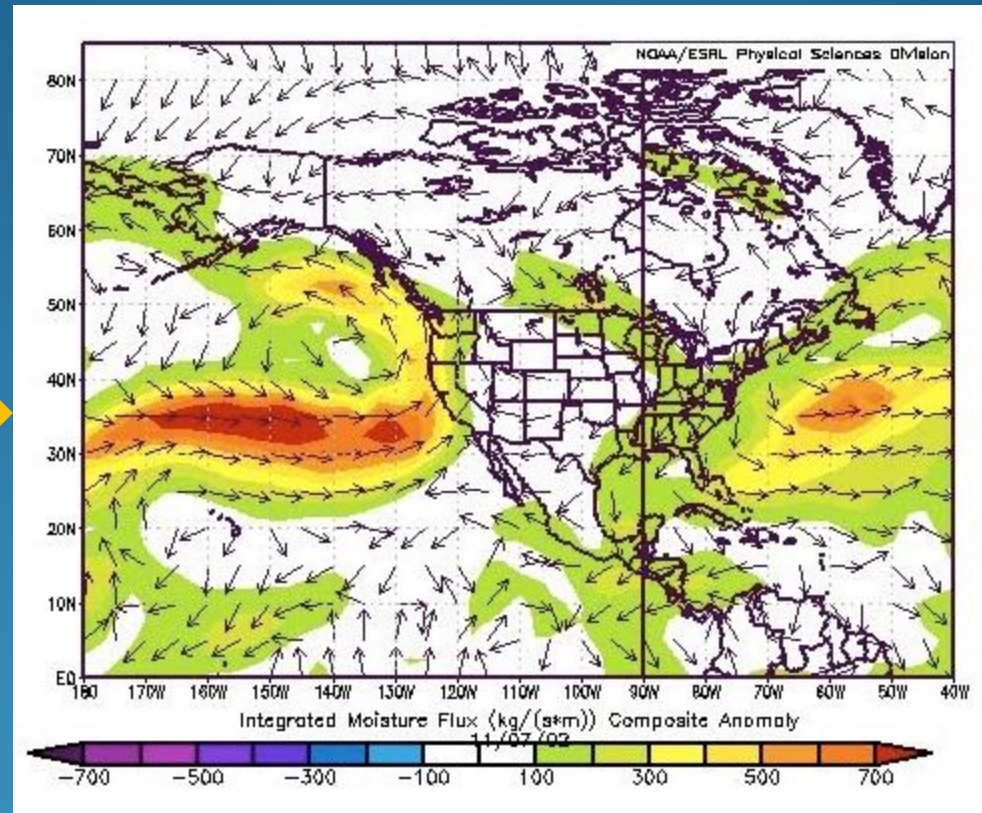 NOAA/ESRL Physical Sciences Division
80N
70N
60N
50N
40N
30N
20N
10N
EQ
180 170W 160W 150W 140W 130W 120W 110W 100W 90W 80W 70W 60W 50W 40W
Integrated Moisture Flux (kg/(s*m)) Composite Anomaly
11/07/02
-700 -500 -300 -100 100 300 500 700